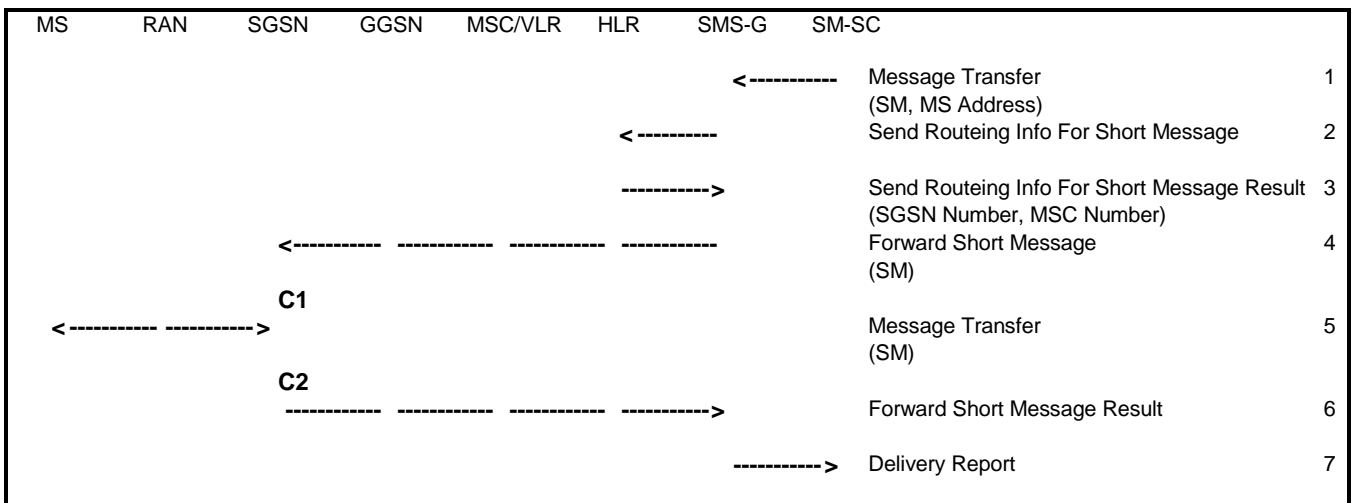 MS RAN SGSN GGSN MSC/VLR HLR SMS-G SM-SC
Message Transfer 1
(SM, MS Address)
Send Routeing Info For Short Message 2
Send Routeing Info For Short Message Result 3
(SGSN Number, MSC Number)
Forward Short Message 4
(SM)
C1
Message Transfer 5
(SM)
C2
Forward Short Message Result 6
Delivery Report 7